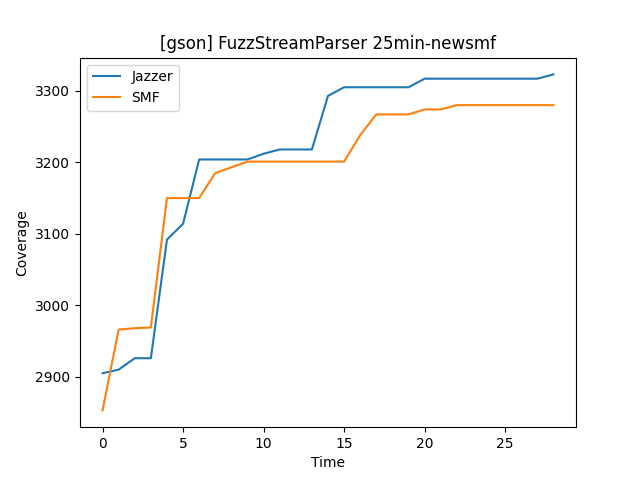 [gson] FuzzStreamParser 25min-newsmf
Jazzer
SMF
3300
3200
3100
3000
2900
Coverage
0 5 10 15 20 25
Time